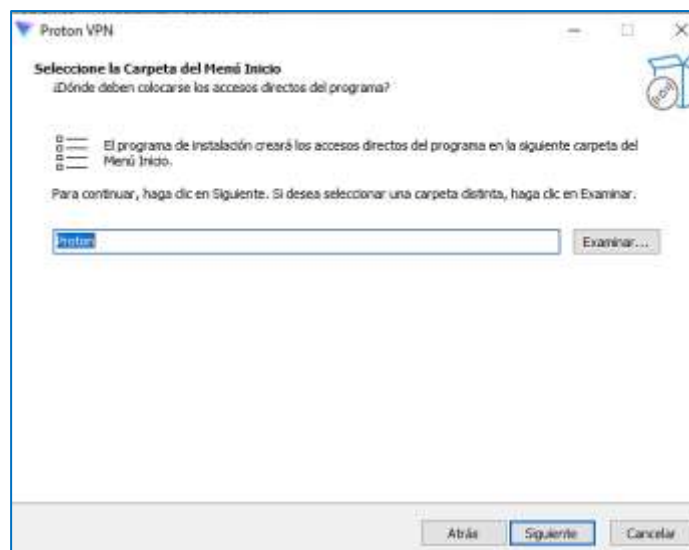 Proton VPN
Seleccione la Carpeta del Menú Inicio
¿Dónde deben colocarse los accesos directos del programa?
El programa de instalación creará los accesos directos del programa en la siguiente carpeta del
Menú Inicio.
Para continuar, haga clic en Siguiente. Si desea seleccionar una carpeta distinta, haga clic en Examinar.
Proton
Examinar...
Atrás
Siguiente
Cancelar